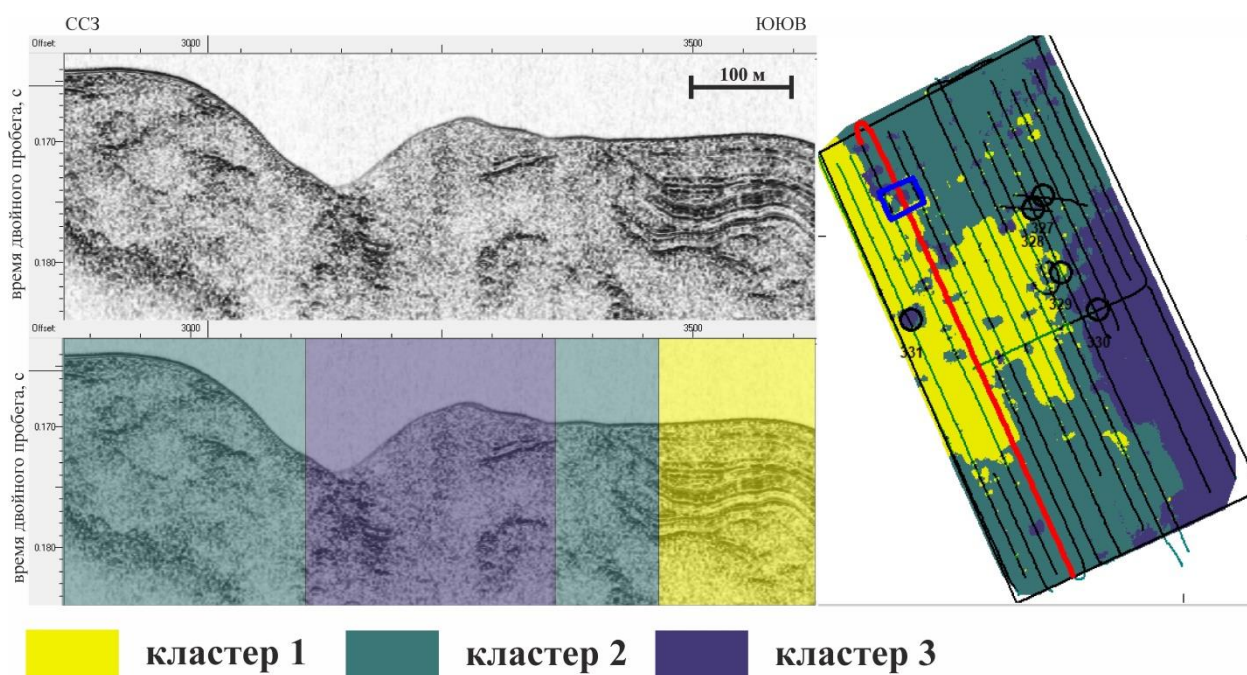 ССЗ ЮЮВ
Offset: 3000 3500
100 м
0.170
0.180
время двойного пробега, с
Offset: 3000 3500
0.170
0.180
время двойного пробега, с
327
328
329
330
331
кластер 1 кластер 2 кластер 3